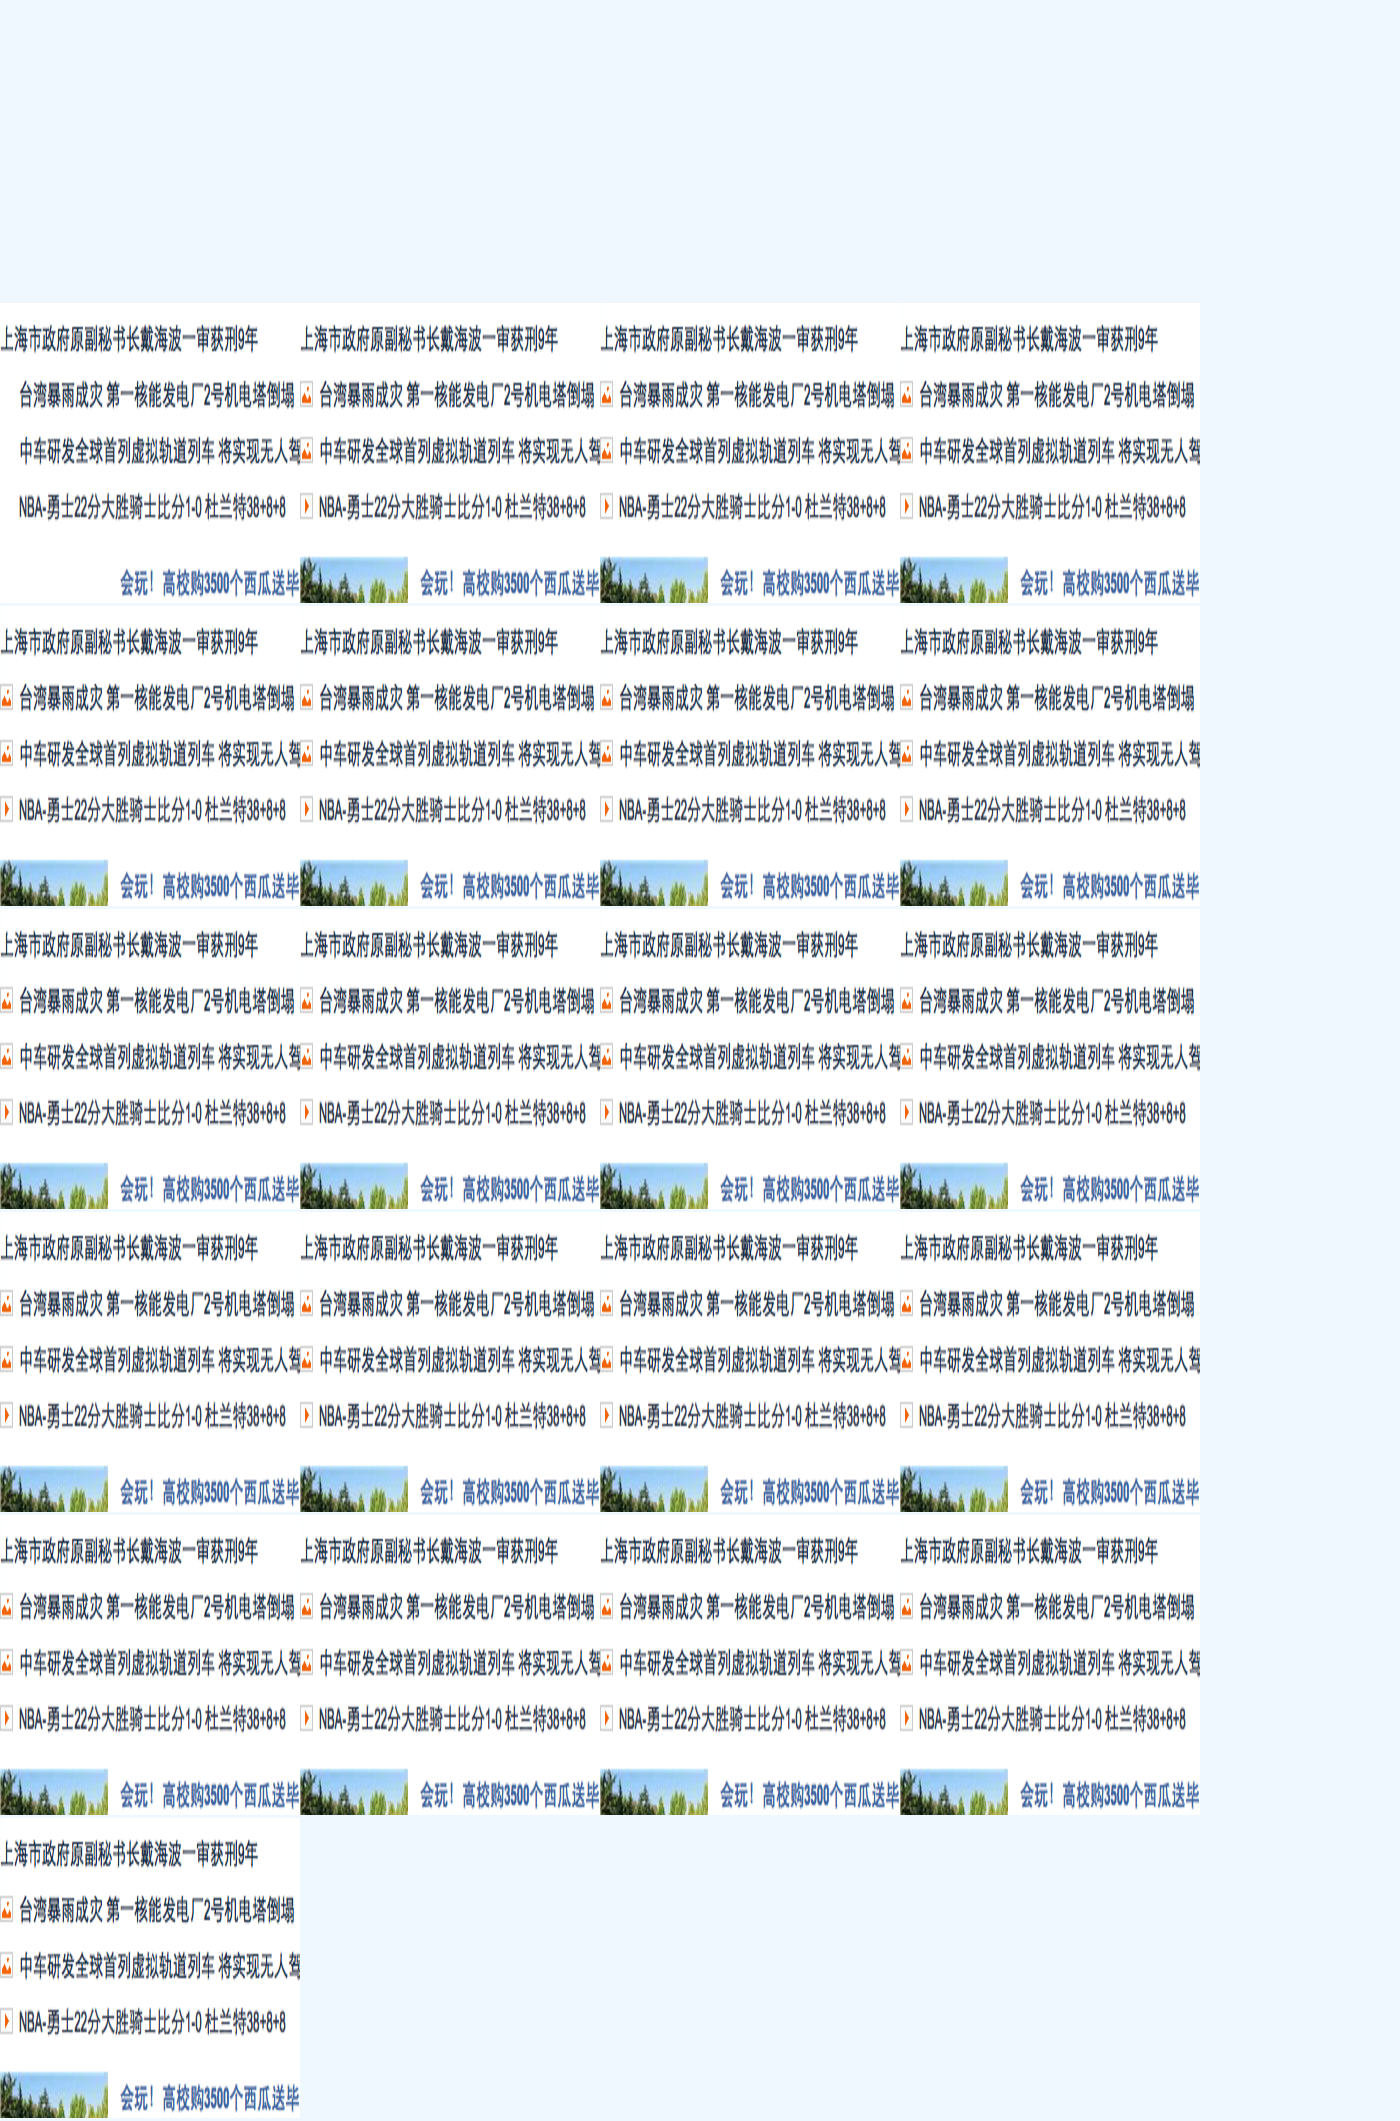 上海市政府原副秘书长戴海波一审获刑9年 上海市政府原副秘书长戴海波一审获刑9年 上海市政府原副秘书长戴海波一审获刑9年 上海市政府原副秘书长戴海波一审获刑9年
台湾暴雨成灾 第一核能发电厂2号机电塔倒塌 台湾暴雨成灾 第一核能发电厂2号机电塔倒塌 台湾暴雨成灾 第一核能发电厂2号机电塔倒塌 台湾暴雨成灾 第一核能发电厂2号机电塔倒塌
中车研发全球首列虚拟轨道列车 将实现无人驾 中车研发全球首列虚拟轨道列车 将实现无人驾 中车研发全球首列虚拟轨道列车 将实现无人驾 中车研发全球首列虚拟轨道列车 将实现无人驾
NBA-勇士22分大胜骑士比分1-0 杜兰特38+8+8 NBA-勇士22分大胜骑士比分1-0 杜兰特38+8+8 NBA-勇士22分大胜骑士比分1-0 杜兰特38+8+8 NBA-勇士22分大胜骑士比分1-0 杜兰特38+8+8
会玩！高校购3500个西瓜送毕 会玩！高校购3500个西瓜送毕 会玩！高校购3500个西瓜送毕 会玩！高校购3500个西瓜送毕
上海市政府原副秘书长戴海波一审获刑9年 上海市政府原副秘书长戴海波一审获刑9年 上海市政府原副秘书长戴海波一审获刑9年 上海市政府原副秘书长戴海波一审获刑9年
台湾暴雨成灾 第一核能发电厂2号机电塔倒塌 台湾暴雨成灾 第一核能发电厂2号机电塔倒塌 台湾暴雨成灾 第一核能发电厂2号机电塔倒塌 台湾暴雨成灾 第一核能发电厂2号机电塔倒塌
中车研发全球首列虚拟轨道列车 将实现无人驾 中车研发全球首列虚拟轨道列车 将实现无人驾 中车研发全球首列虚拟轨道列车 将实现无人驾 中车研发全球首列虚拟轨道列车 将实现无人驾
NBA-勇士22分大胜骑士比分1-0 杜兰特38+8+8 NBA-勇士22分大胜骑士比分1-0 杜兰特38+8+8 NBA-勇士22分大胜骑士比分1-0 杜兰特38+8+8 NBA-勇士22分大胜骑士比分1-0 杜兰特38+8+8
会玩！高校购3500个西瓜送毕 会玩！高校购3500个西瓜送毕 会玩！高校购3500个西瓜送毕 会玩！高校购3500个西瓜送毕
上海市政府原副秘书长戴海波一审获刑9年 上海市政府原副秘书长戴海波一审获刑9年 上海市政府原副秘书长戴海波一审获刑9年 上海市政府原副秘书长戴海波一审获刑9年
台湾暴雨成灾 第一核能发电厂2号机电塔倒塌 台湾暴雨成灾 第一核能发电厂2号机电塔倒塌 台湾暴雨成灾 第一核能发电厂2号机电塔倒塌 台湾暴雨成灾 第一核能发电厂2号机电塔倒塌
中车研发全球首列虚拟轨道列车 将实现无人驾 中车研发全球首列虚拟轨道列车 将实现无人驾 中车研发全球首列虚拟轨道列车 将实现无人驾 中车研发全球首列虚拟轨道列车 将实现无人驾
NBA-勇士22分大胜骑士比分1-0 杜兰特38+8+8 NBA-勇士22分大胜骑士比分1-0 杜兰特38+8+8 NBA-勇士22分大胜骑士比分1-0 杜兰特38+8+8 NBA-勇士22分大胜骑士比分1-0 杜兰特38+8+8
会玩！高校购3500个西瓜送毕 会玩！高校购3500个西瓜送毕 会玩！高校购3500个西瓜送毕 会玩！高校购3500个西瓜送毕
上海市政府原副秘书长戴海波一审获刑9年 上海市政府原副秘书长戴海波一审获刑9年 上海市政府原副秘书长戴海波一审获刑9年 上海市政府原副秘书长戴海波一审获刑9年
台湾暴雨成灾 第一核能发电厂2号机电塔倒塌 台湾暴雨成灾 第一核能发电厂2号机电塔倒塌 台湾暴雨成灾 第一核能发电厂2号机电塔倒塌 台湾暴雨成灾 第一核能发电厂2号机电塔倒塌
中车研发全球首列虚拟轨道列车 将实现无人驾 中车研发全球首列虚拟轨道列车 将实现无人驾 中车研发全球首列虚拟轨道列车 将实现无人驾 中车研发全球首列虚拟轨道列车 将实现无人驾
NBA-勇士22分大胜骑士比分1-0 杜兰特38+8+8 NBA-勇士22分大胜骑士比分1-0 杜兰特38+8+8 NBA-勇士22分大胜骑士比分1-0 杜兰特38+8+8 NBA-勇士22分大胜骑士比分1-0 杜兰特38+8+8
会玩！高校购3500个西瓜送毕 会玩！高校购3500个西瓜送毕 会玩！高校购3500个西瓜送毕 会玩！高校购3500个西瓜送毕
上海市政府原副秘书长戴海波一审获刑9年 上海市政府原副秘书长戴海波一审获刑9年 上海市政府原副秘书长戴海波一审获刑9年 上海市政府原副秘书长戴海波一审获刑9年
台湾暴雨成灾 第一核能发电厂2号机电塔倒塌 台湾暴雨成灾 第一核能发电厂2号机电塔倒塌 台湾暴雨成灾 第一核能发电厂2号机电塔倒塌 台湾暴雨成灾 第一核能发电厂2号机电塔倒塌
中车研发全球首列虚拟轨道列车 将实现无人驾 中车研发全球首列虚拟轨道列车 将实现无人驾 中车研发全球首列虚拟轨道列车 将实现无人驾 中车研发全球首列虚拟轨道列车 将实现无人驾
NBA-勇士22分大胜骑士比分1-0 杜兰特38+8+8 NBA-勇士22分大胜骑士比分1-0 杜兰特38+8+8 NBA-勇士22分大胜骑士比分1-0 杜兰特38+8+8 NBA-勇士22分大胜骑士比分1-0 杜兰特38+8+8
会玩！高校购3500个西瓜送毕 会玩！高校购3500个西瓜送毕 会玩！高校购3500个西瓜送毕 会玩！高校购3500个西瓜送毕
上海市政府原副秘书长戴海波一审获刑9年
台湾暴雨成灾 第一核能发电厂2号机电塔倒塌
中车研发全球首列虚拟轨道列车 将实现无人驾
NBA-勇士22分大胜骑士比分1-0 杜兰特38+8+8
会玩！高校购3500个西瓜送毕